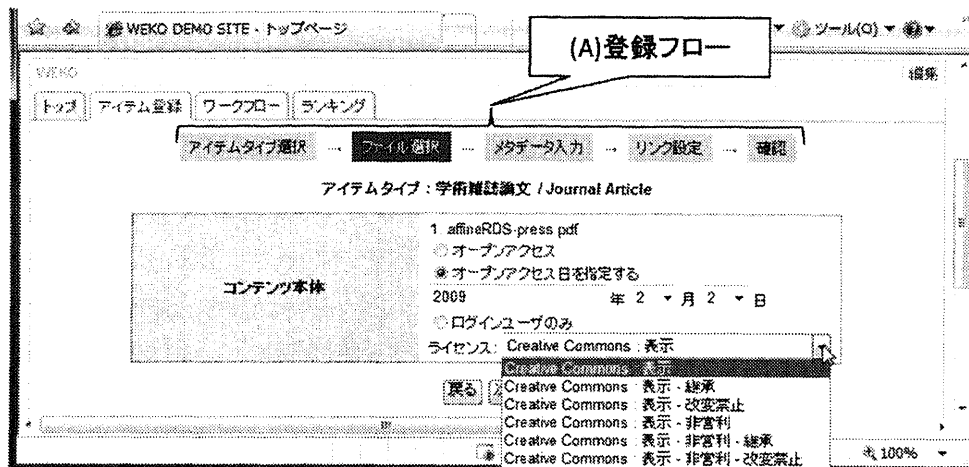 WEKO DEMO SITE - トップページ
ツール(O)
(A)登録フロー
WEKO
編集
トップ アイテム登録 ワークフロー ランキング
アイテムタイプ選択 → ファイル選択 → メタデータ入力 → リンク設定 → 確認
アイテムタイプ : 学術雑誌論文 / Journal Article
コンテンツ本体
1. affineRDS-press.pdf
オープンアクセス
オープンアクセス日を指定する
2009 年 2 月 2 日
ログインユーザのみ
ライセンス: Creative Commons : 表示
Creative Commons : 表示
Creative Commons : 表示 - 継承
Creative Commons : 表示 - 改変禁止
Creative Commons : 表示 - 非営利
Creative Commons : 表示 - 非営利 - 継承
Creative Commons : 表示 - 非営利 - 改変禁止
戻る
100%